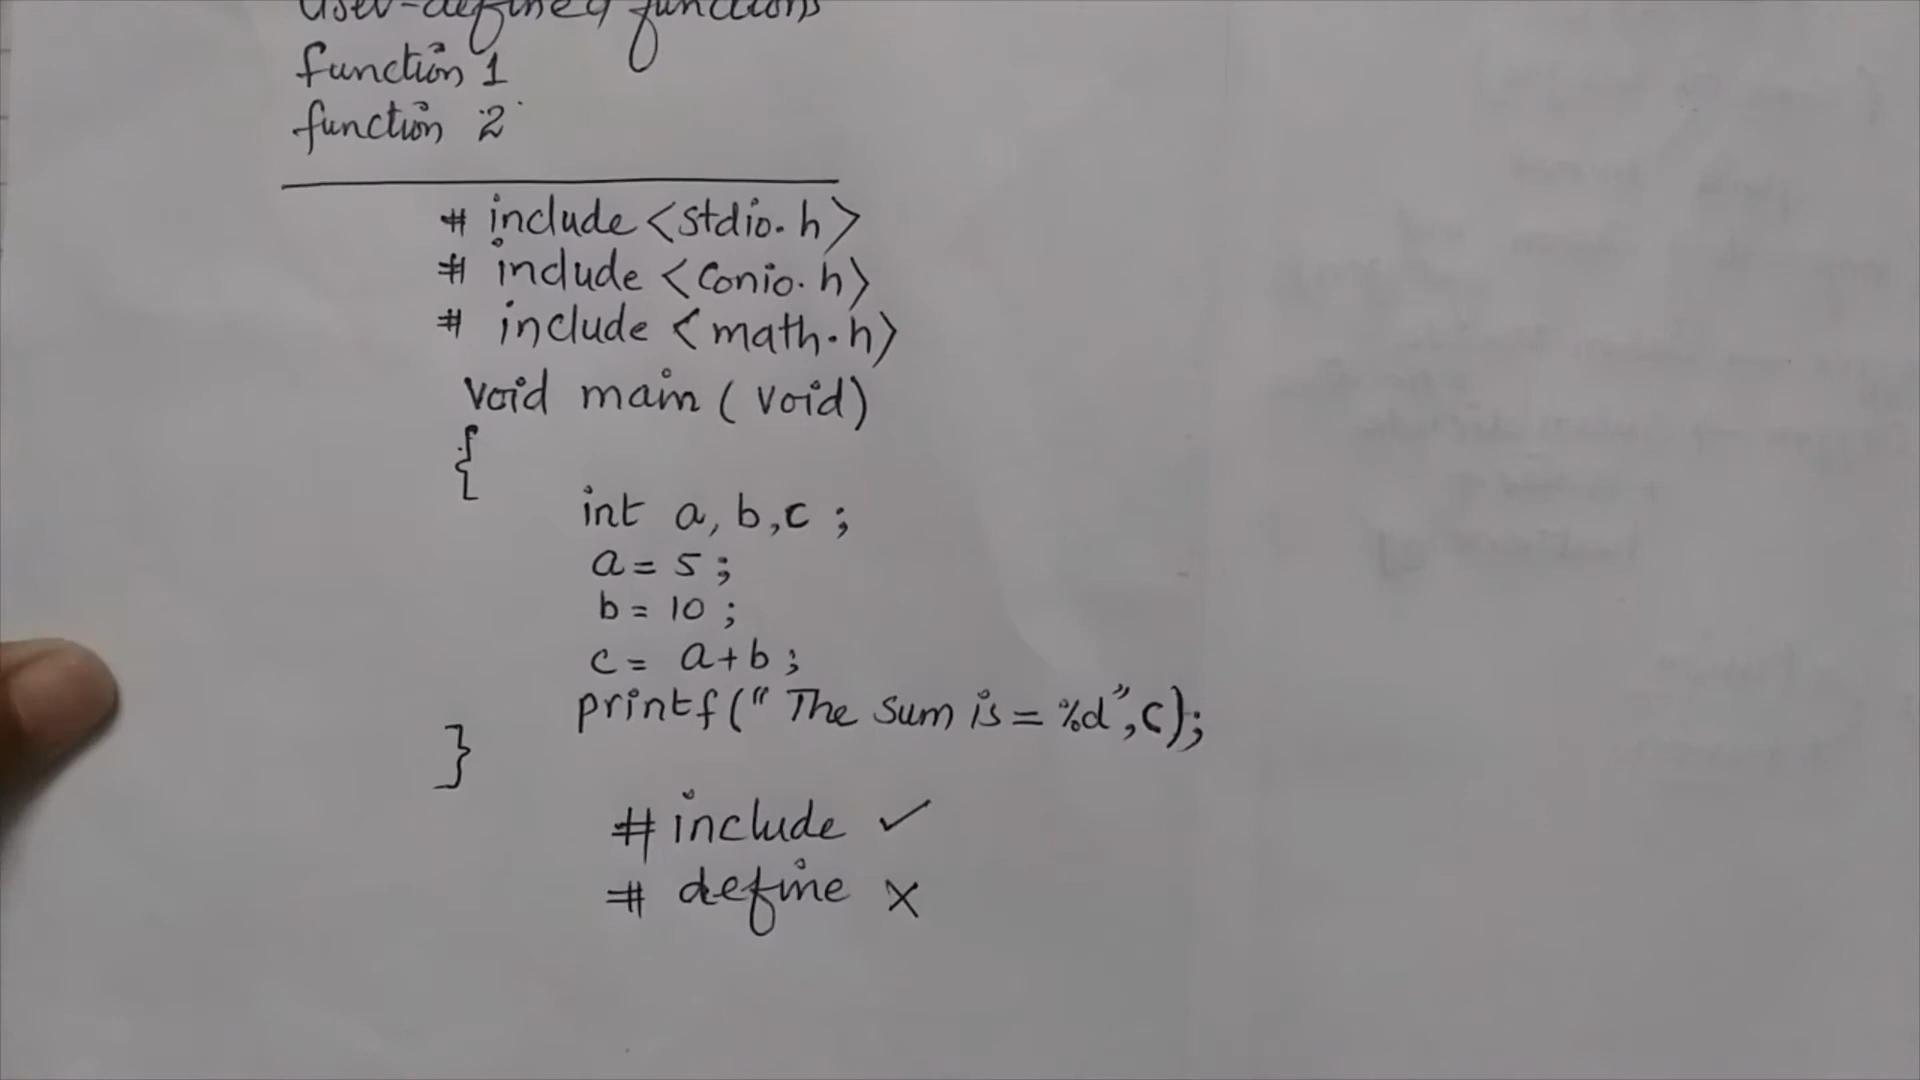 User-defined functions
function 1
function 2
# include <stdio.h>
# include <conio.h>
# include <math.h>
void main (void)
{
int a, b, c ;
a = 5 ;
b = 10 ;
c = a+b ;
printf(" The sum is = %d", c);
}
# include ✓
# define ×